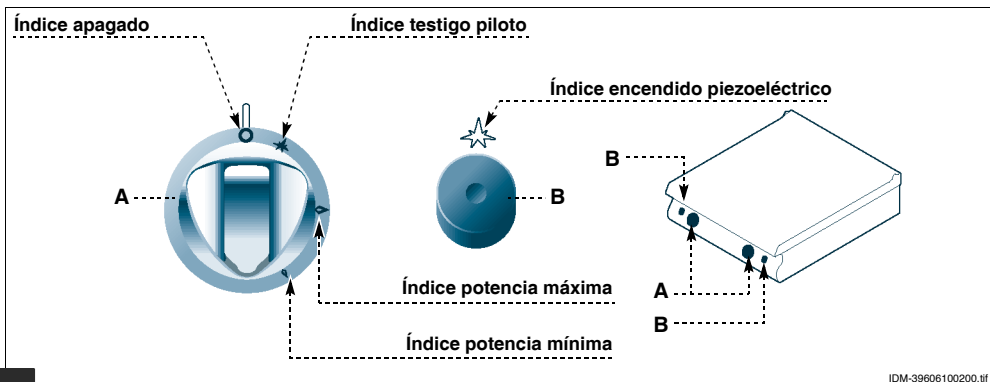 Índice apagado
Índice testigo piloto
Índice encendido piezoeléctrico
B
A
B
Índice potencia máxima
A
B
Índice potencia mínima
IDM-39606100200.tif